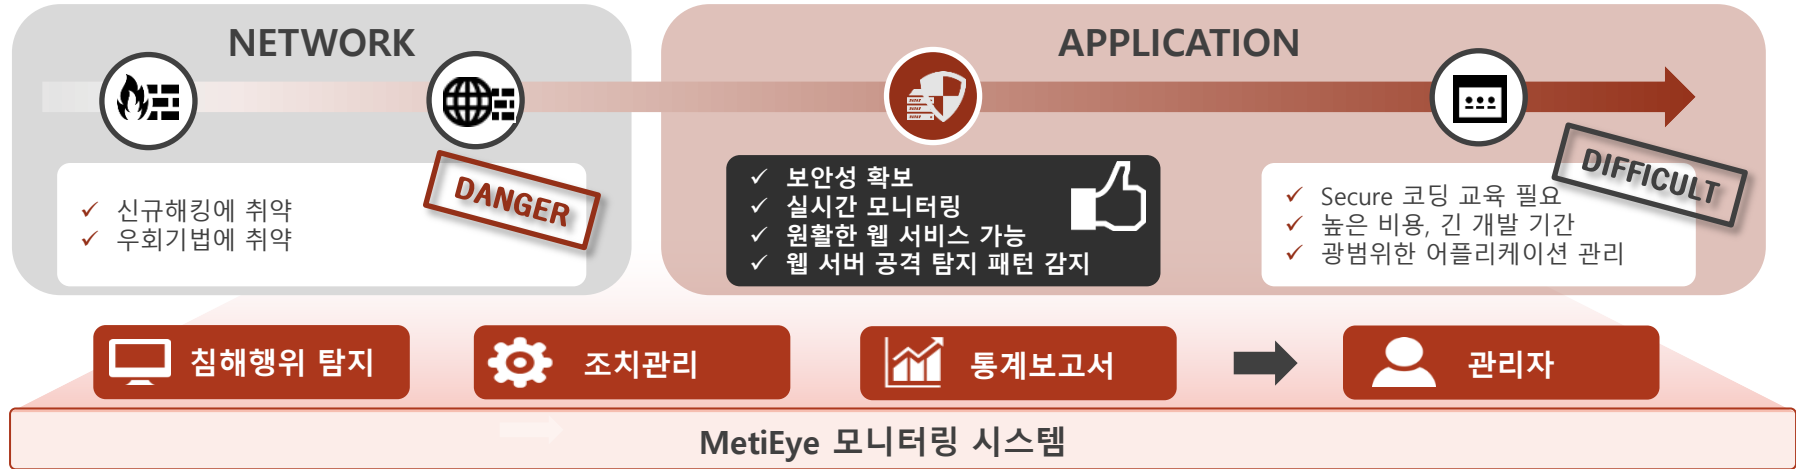 NETWORK
APPLICATION
DANGER
✓ 신규해킹에 취약
✓ 우회기법에 취약
✓ 보안성 확보
✓ 실시간 모니터링
✓ 원활한 웹 서비스 가능
✓ 웹 서버 공격 탐지 패턴 감지
DIFFICULT
✓ Secure 코딩 교육 필요
✓ 높은 비용, 긴 개발 기간
✓ 광범위한 어플리케이션 관리
침해행위 탐지
조치관리
통계보고서
관리자
MetiEye 모니터링 시스템